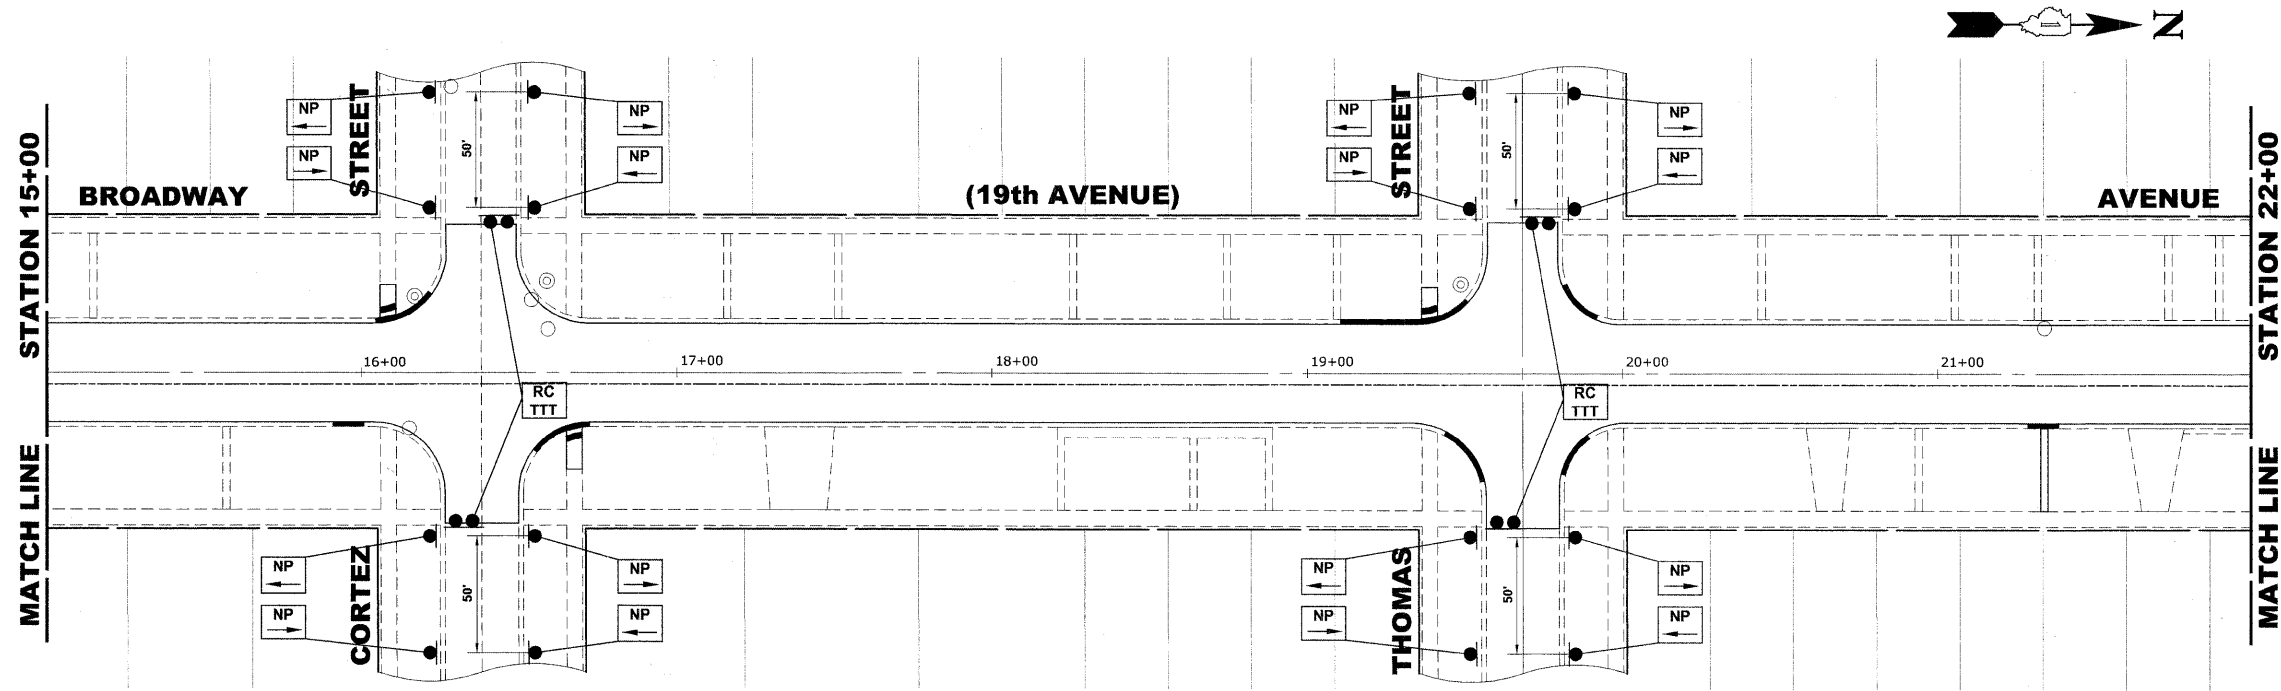 N
NP
STREET
50'
NP
NP
NP
NP
STREET
50'
NP
NP
NP
BROADWAY
(19th AVENUE)
AVENUE
MATCH LINE STATION 15+00
MATCH LINE STATION 22+00
16+00
17+00
18+00
19+00
20+00
21+00
RC
TTT
RC
TTT
NP
CORTEZ
50'
NP
NP
NP
NP
THOMAS
50'
NP
NP
NP